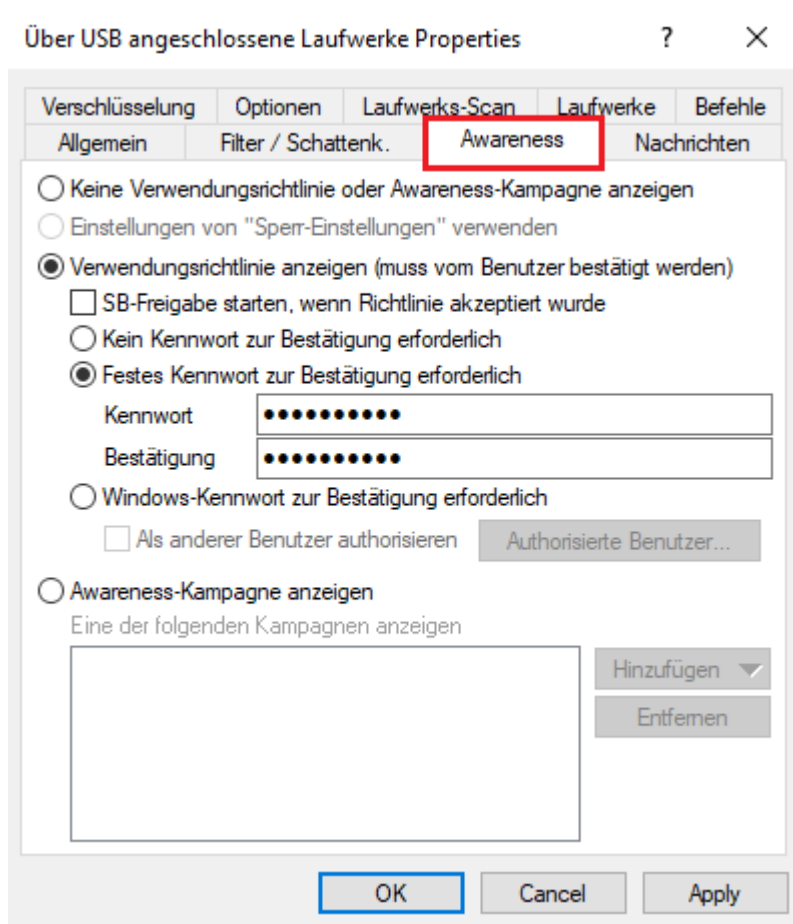 Über USB angeschlossene Laufwerke Properties ? ×
Verschlüsselung Optionen Laufwerks-Scan Laufwerke Befehle
Allgemein Filter / Schattenk. Awareness Nachrichten
Keine Verwendungsrichtlinie oder Awareness-Kampagne anzeigen
Einstellungen von "Sperr-Einstellungen" verwenden
Verwendungsrichtlinie anzeigen (muss vom Benutzer bestätigt werden)
SB-Freigabe starten, wenn Richtlinie akzeptiert wurde
Kein Kennwort zur Bestätigung erforderlich
Festes Kennwort zur Bestätigung erforderlich
Kennwort ●●●●●●●●●●
Bestätigung ●●●●●●●●●●
Windows-Kennwort zur Bestätigung erforderlich
Als anderer Benutzer authorisieren Authorisierte Benutzer...
Awareness-Kampagne anzeigen
Eine der folgenden Kampagnen anzeigen
Hinzufügen
Entfernen
OK Cancel Apply